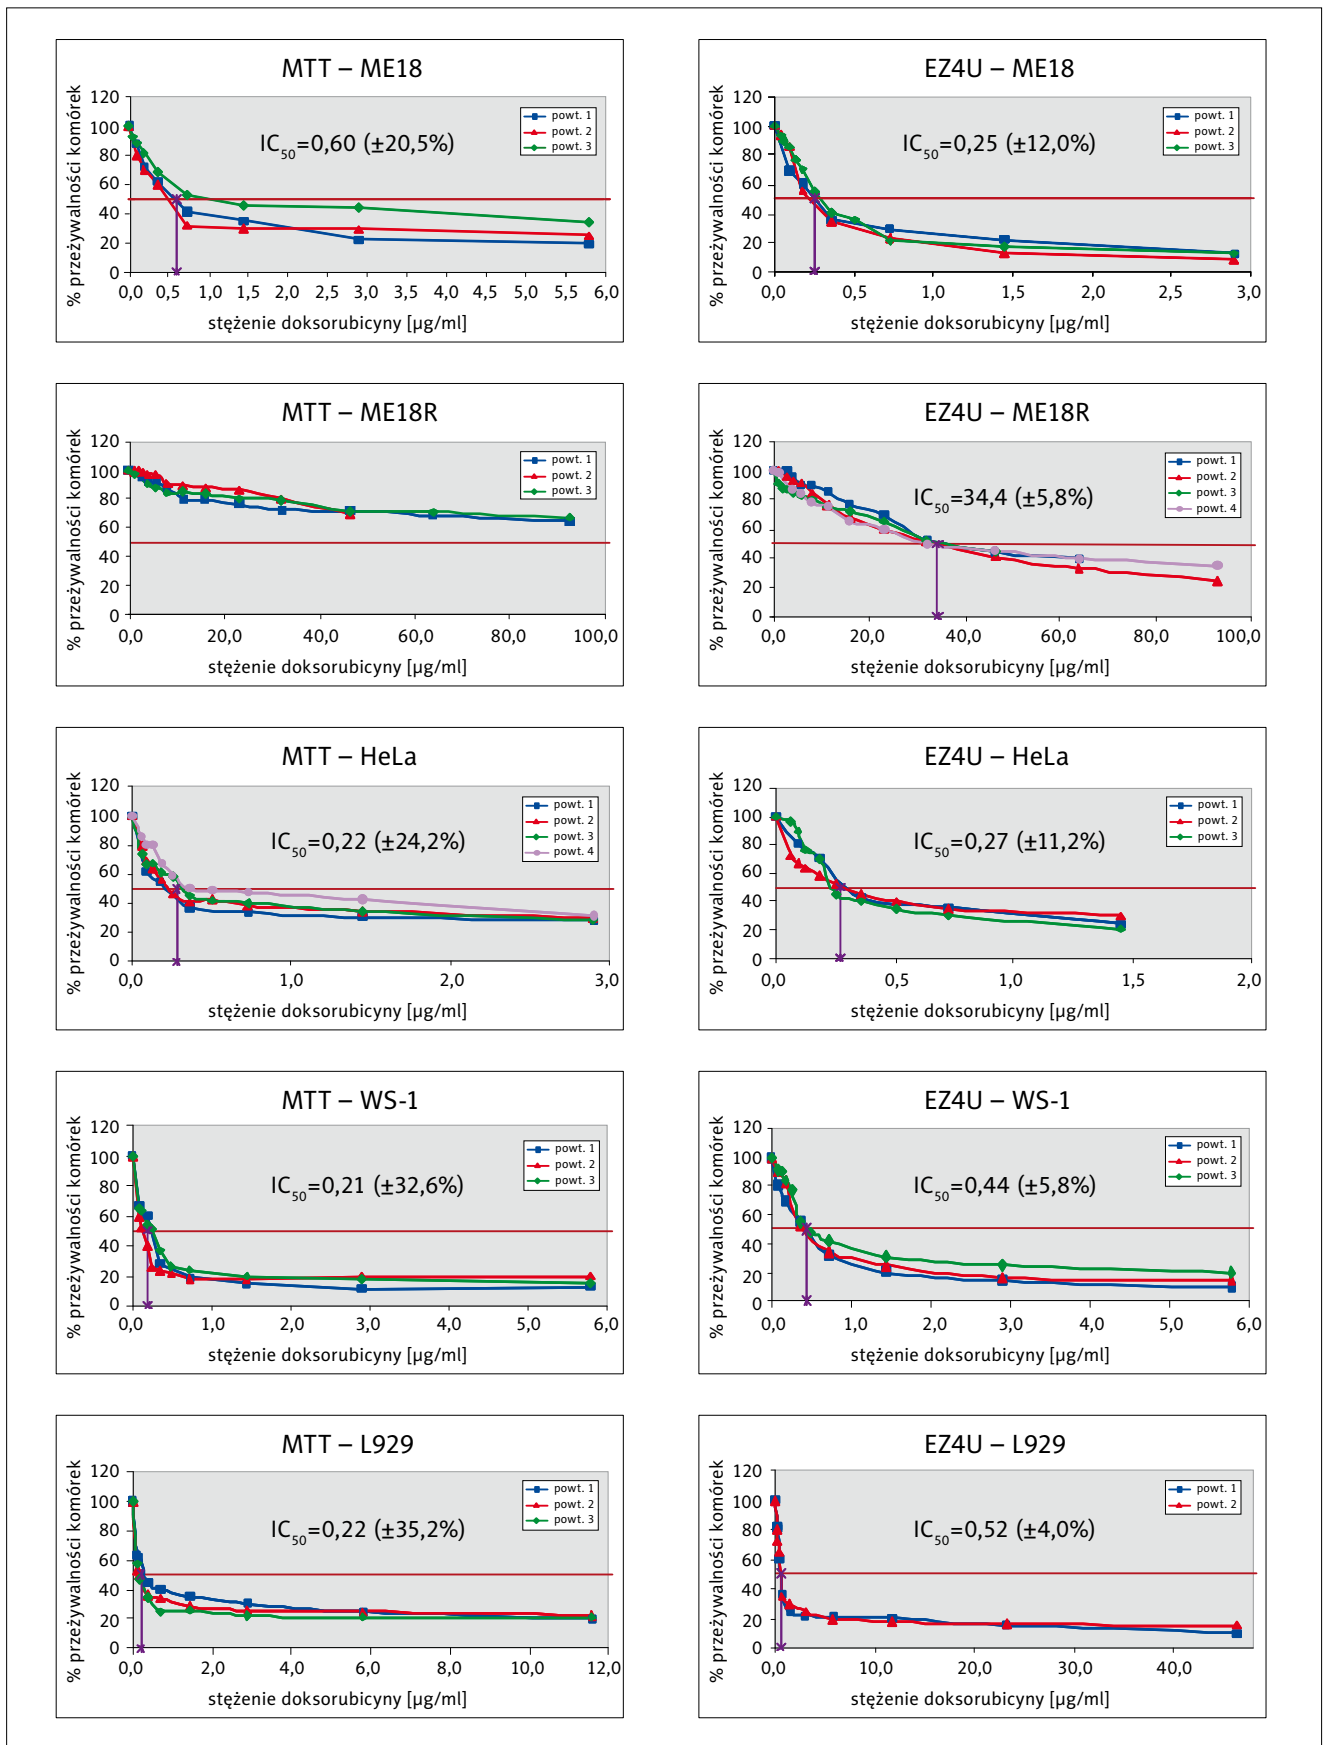 MTT – ME18
% przeżywalności komórek
120
100
80
60
40
20
0
IC50=0,60 (±20,5%)
powt. 1
powt. 2
powt. 3
0,0 0,5 1,0 1,5 2,0 2,5 3,0 3,5 4,0 4,5 5,0 5,5 6,0
stężenie doksorubicyny [µg/ml]
EZ4U – ME18
% przeżywalności komórek
120
100
80
60
40
20
0
IC50=0,25 (±12,0%)
powt. 1
powt. 2
powt. 3
0,0 0,5 1,0 1,5 2,0 2,5 3,0
stężenie doksorubicyny [µg/ml]
MTT – ME18R
% przeżywalności komórek
120
100
80
60
40
20
0
powt. 1
powt. 2
powt. 3
0,0 20,0 40,0 60,0 80,0 100,0
stężenie doksorubicyny [µg/ml]
EZ4U – ME18R
% przeżywalności komórek
120
100
80
60
40
20
0
IC50=34,4 (±5,8%)
powt. 1
powt. 2
powt. 3
powt. 4
0,0 20,0 40,0 60,0 80,0 100,0
stężenie doksorubicyny [µg/ml]
MTT – HeLa
% przeżywalności komórek
120
100
80
60
40
20
0
IC50=0,22 (±24,2%)
powt. 1
powt. 2
powt. 3
powt. 4
0,0 1,0 2,0 3,0
stężenie doksorubicyny [µg/ml]
EZ4U – HeLa
% przeżywalności komórek
120
100
80
60
40
20
0
IC50=0,27 (±11,2%)
powt. 1
powt. 2
powt. 3
0,0 0,5 1,0 1,5 2,0
stężenie doksorubicyny [µg/ml]
MTT – WS-1
% przeżywalności komórek
120
100
80
60
40
20
0
IC50=0,21 (±32,6%)
powt. 1
powt. 2
powt. 3
0,0 1,0 2,0 3,0 4,0 5,0 6,0
stężenie doksorubicyny [µg/ml]
EZ4U – WS-1
% przeżywalności komórek
120
100
80
60
40
20
0
IC50=0,44 (±5,8%)
powt. 1
powt. 2
powt. 3
0,0 1,0 2,0 3,0 4,0 5,0 6,0
stężenie doksorubicyny [µg/ml]
MTT – L929
% przeżywalności komórek
120
100
80
60
40
20
0
IC50=0,22 (±35,2%)
powt. 1
powt. 2
powt. 3
0,0 2,0 4,0 6,0 8,0 10,0 12,0
stężenie doksorubicyny [µg/ml]
EZ4U – L929
% przeżywalności komórek
120
100
80
60
40
20
0
IC50=0,52 (±4,0%)
powt. 1
powt. 2
0,0 10,0 20,0 30,0 40,0
stężenie doksorubicyny [µg/ml]